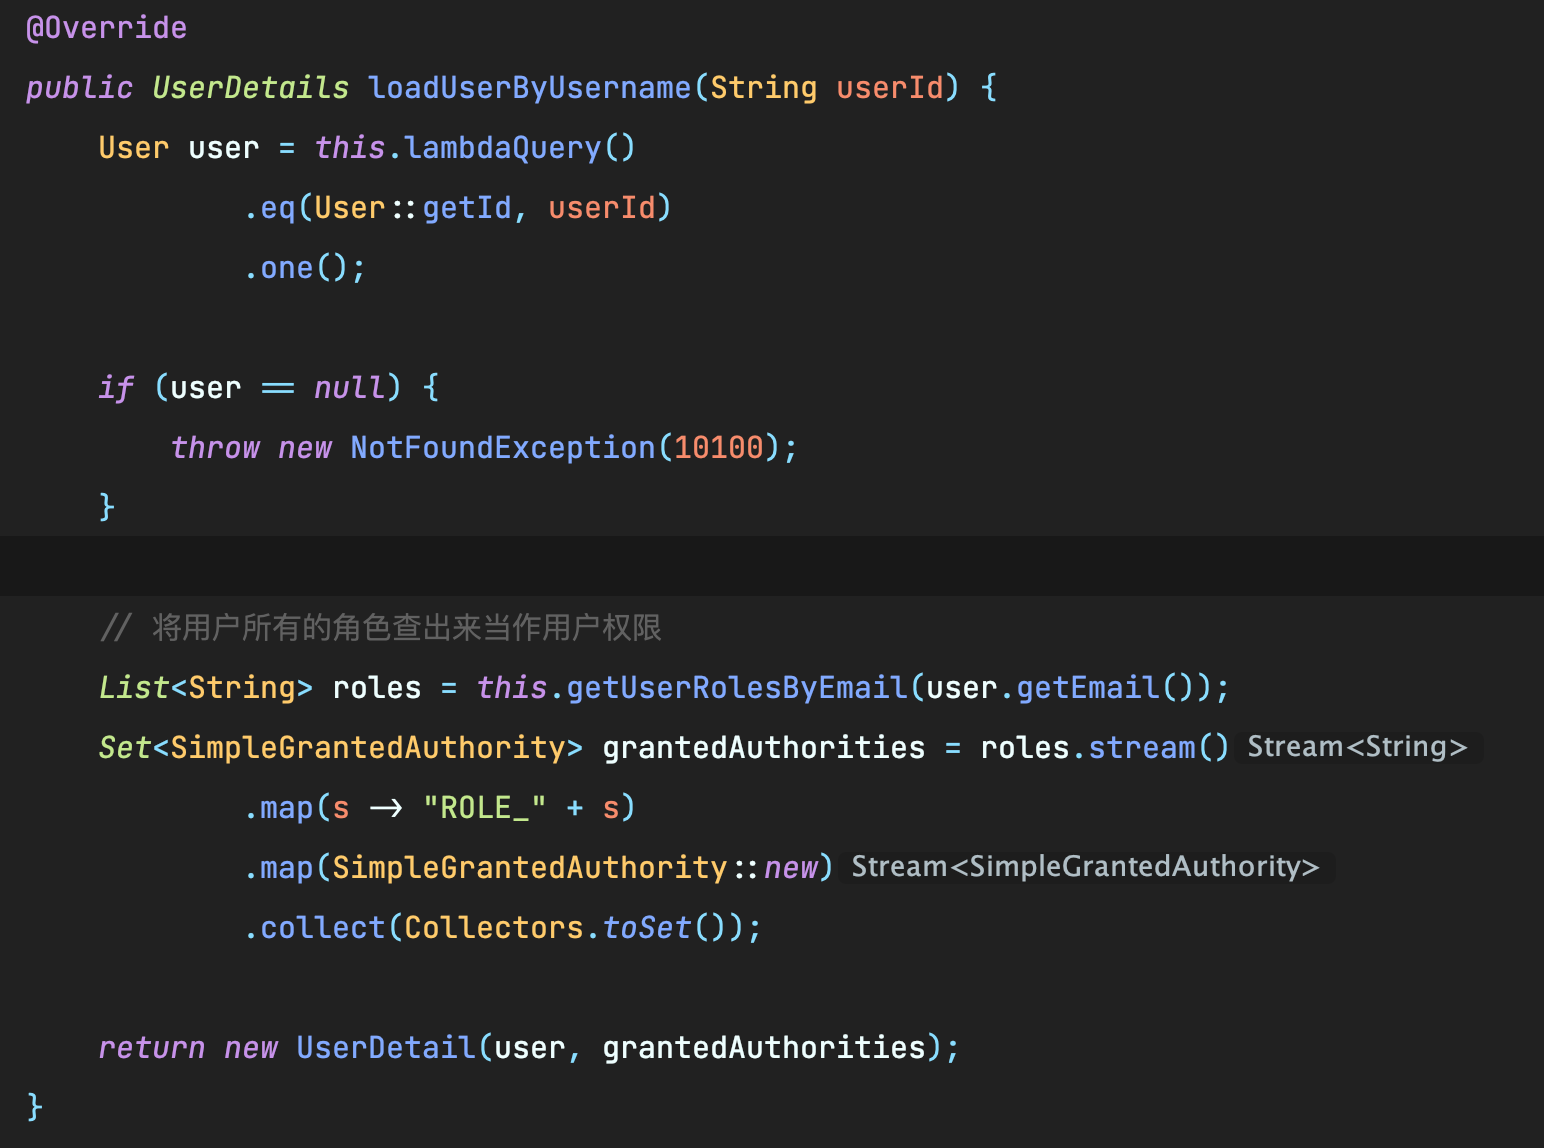 @Override
public UserDetails loadUserByUsername(String userId) {
User user = this.lambdaQuery()
.eq(User::getId, userId)
.one();
if (user == null) {
throw new NotFoundException(10100);
}
// 将用户所有的角色查出来当作用户权限
List<String> roles = this.getUserRolesByEmail(user.getEmail());
Set<SimpleGrantedAuthority> grantedAuthorities = roles.stream() Stream<String>
.map(s -> "ROLE_" + s)
.map(SimpleGrantedAuthority::new) Stream<SimpleGrantedAuthority>
.collect(Collectors.toSet());
return new UserDetail(user, grantedAuthorities);
}